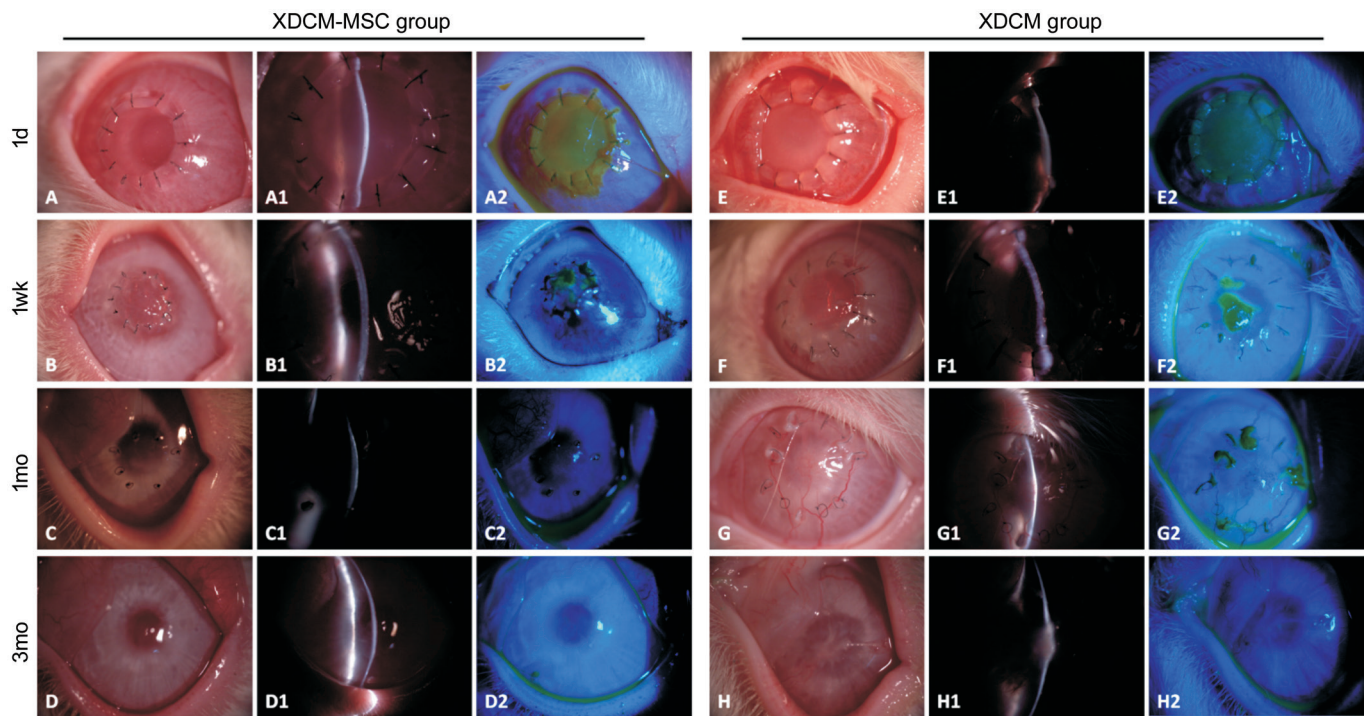 XDCM-MSC group XDCM group
1d A A1 A2 E E1 E2
1wk B B1 B2 F F1 F2
1mo C C1 C2 G G1 G2
3mo D D1 D2 H H1 H2